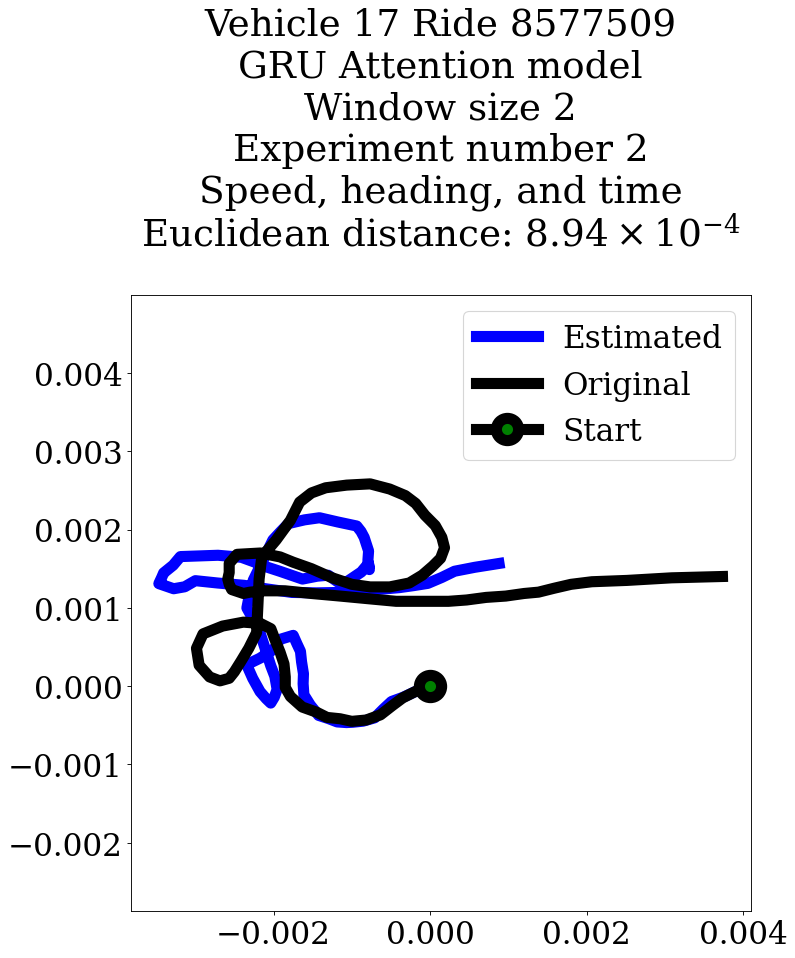 Vehicle 17 Ride 8577509
GRU Attention model
Window size 2
Experiment number 2
Speed, heading, and time
Euclidean distance: 8.94 × 10⁻⁴
Estimated
Original
Start
0.004
0.003
0.002
0.001
0.000
−0.001
−0.002
−0.002 0.000 0.002 0.004